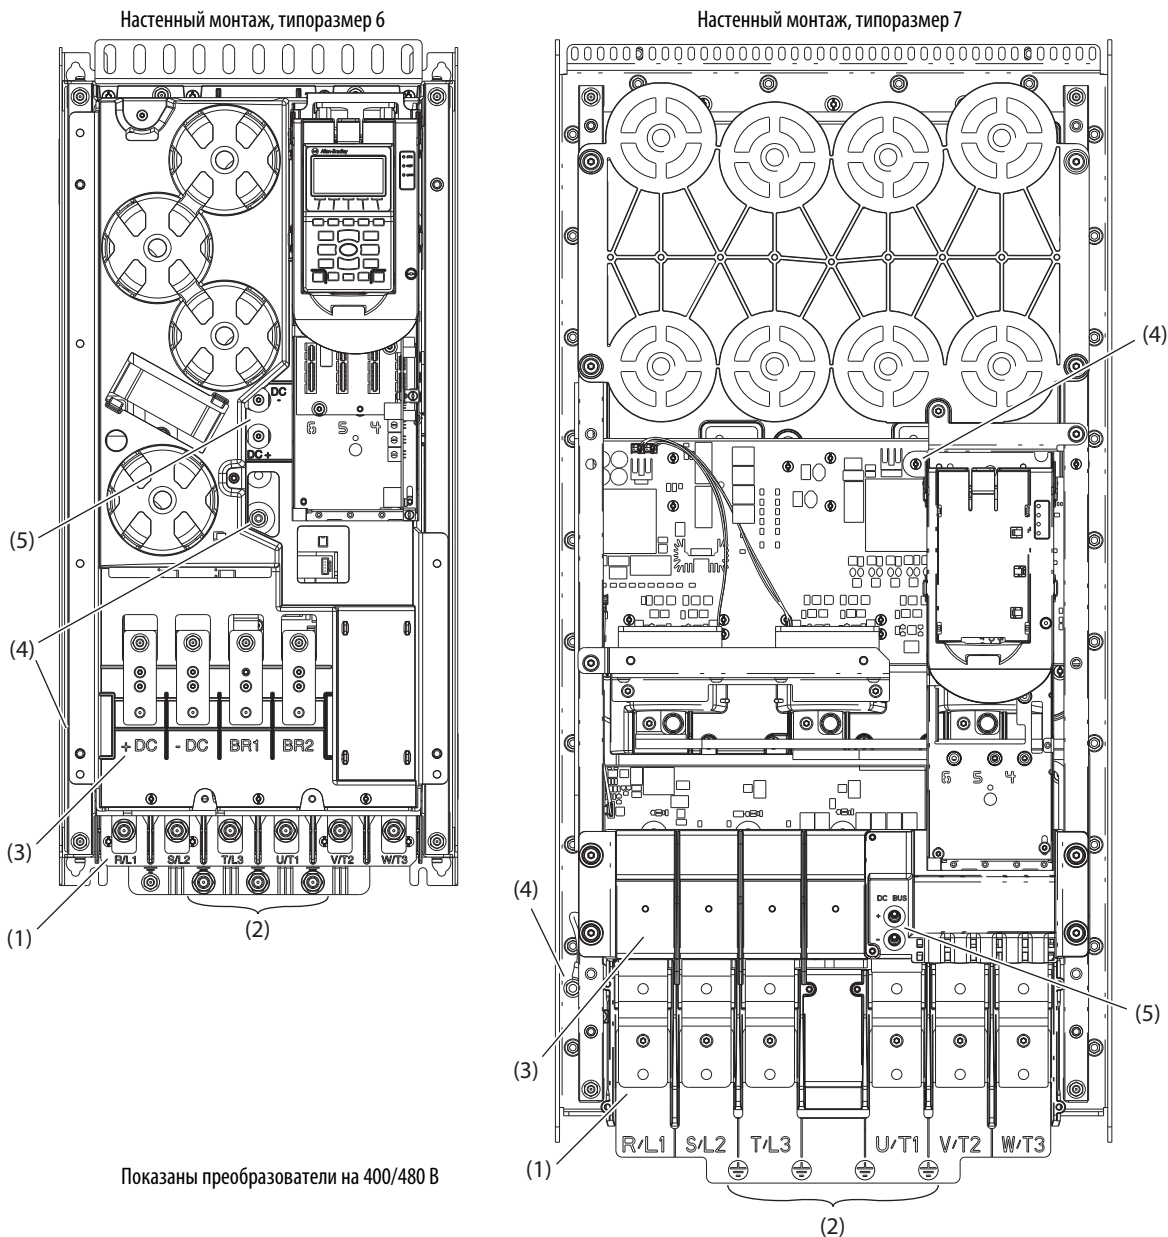 Настенный монтаж, типоразмер 6
Настенный монтаж, типоразмер 7
Allen-Bradley
DC
-
DC +
6 5 4
(4)
(5)
(4)
+ DC - DC BR1 BR2
6 5 4
(3)
R/L1 S/L2 T/L3 U/T1 V/T2 W/T3
(1)
(2)
(4)
DC BUS
+
-
(5)
(3)
(1)
R/L1 S/L2 T/L3 U/T1 V/T2 W/T3
(2)
Показаны преобразователи на 400/480 В